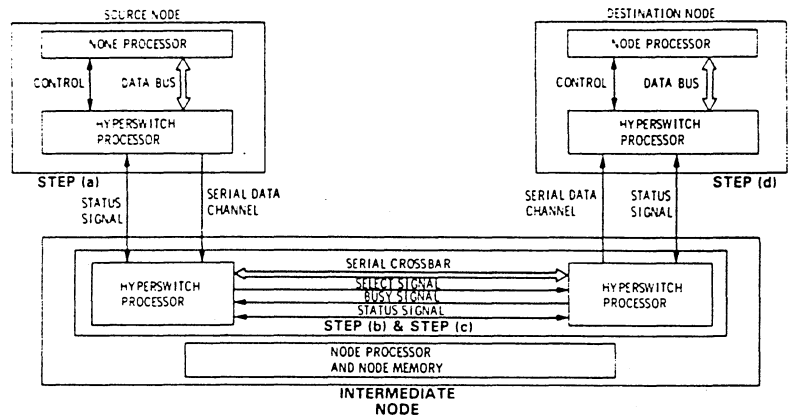 SOURCE NODE
NONE PROCESSOR
CONTROL
DATA BUS
HYPERSWITCH
PROCESSOR
STEP (a)
STATUS
SIGNAL
SERIAL DATA
CHANNEL
DESTINATION NODE
NODE PROCESSOR
CONTROL
DATA BUS
HYPERSWITCH
PROCESSOR
STEP (d)
SERIAL DATA
CHANNEL
STATUS
SIGNAL
HYPERSWITCH
PROCESSOR
SERIAL CROSSBAR
SELECT SIGNAL
BUSY SIGNAL
STATUS SIGNAL
STEP (b) & STEP (c)
HYPERSWITCH
PROCESSOR
NODE PROCESSOR
AND NODE MEMORY
INTERMEDIATE
NODE